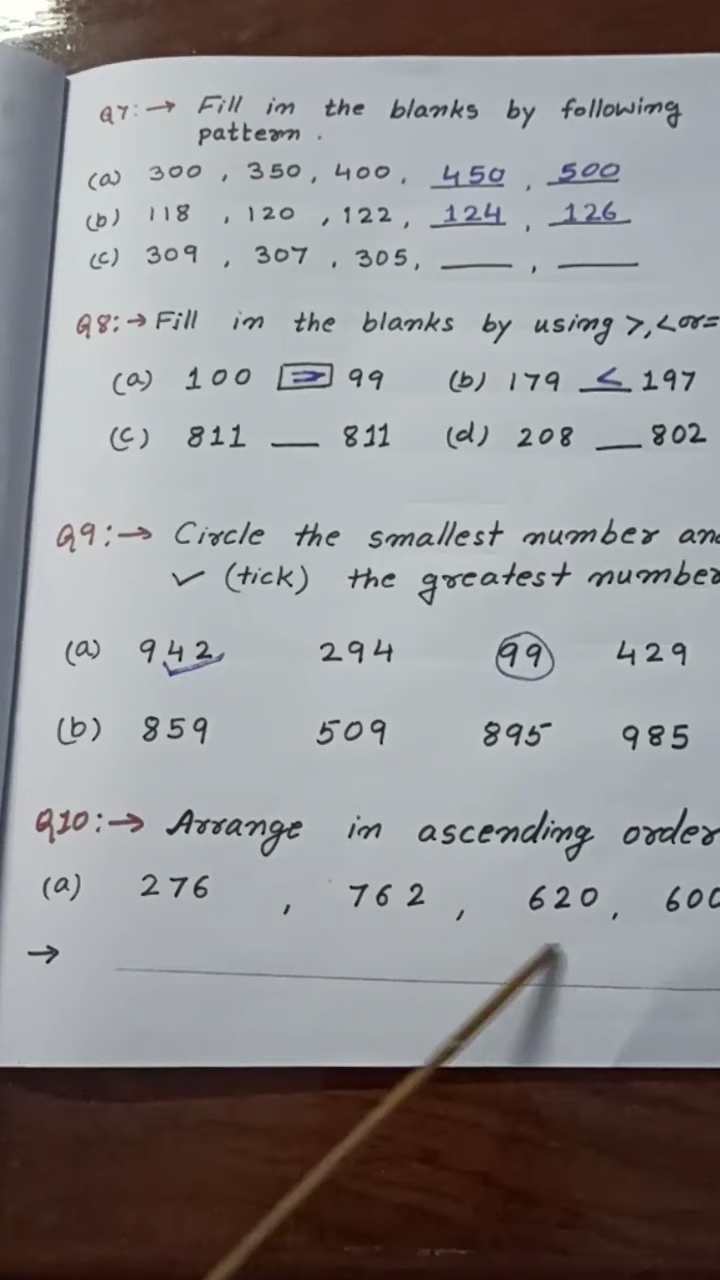 Q7:→ Fill in the blanks by following
pattern.
(a) 300, 350, 400, 450, 500
(b) 118, 120, 122, 124, 126
(c) 309, 307, 305, ____, ____
Q8:→ Fill in the blanks by using >,< or =
(a) 100 99 (b) 179 < 197
(c) 811 __ 811 (d) 208 __ 802
Q9:→ Circle the smallest number
✓ (tick) the greatest number
(a) 942 294 99 429
(b) 859 509 895 985
Q10:→ Arrange in ascending order
(a) 276, 762, 620,
→